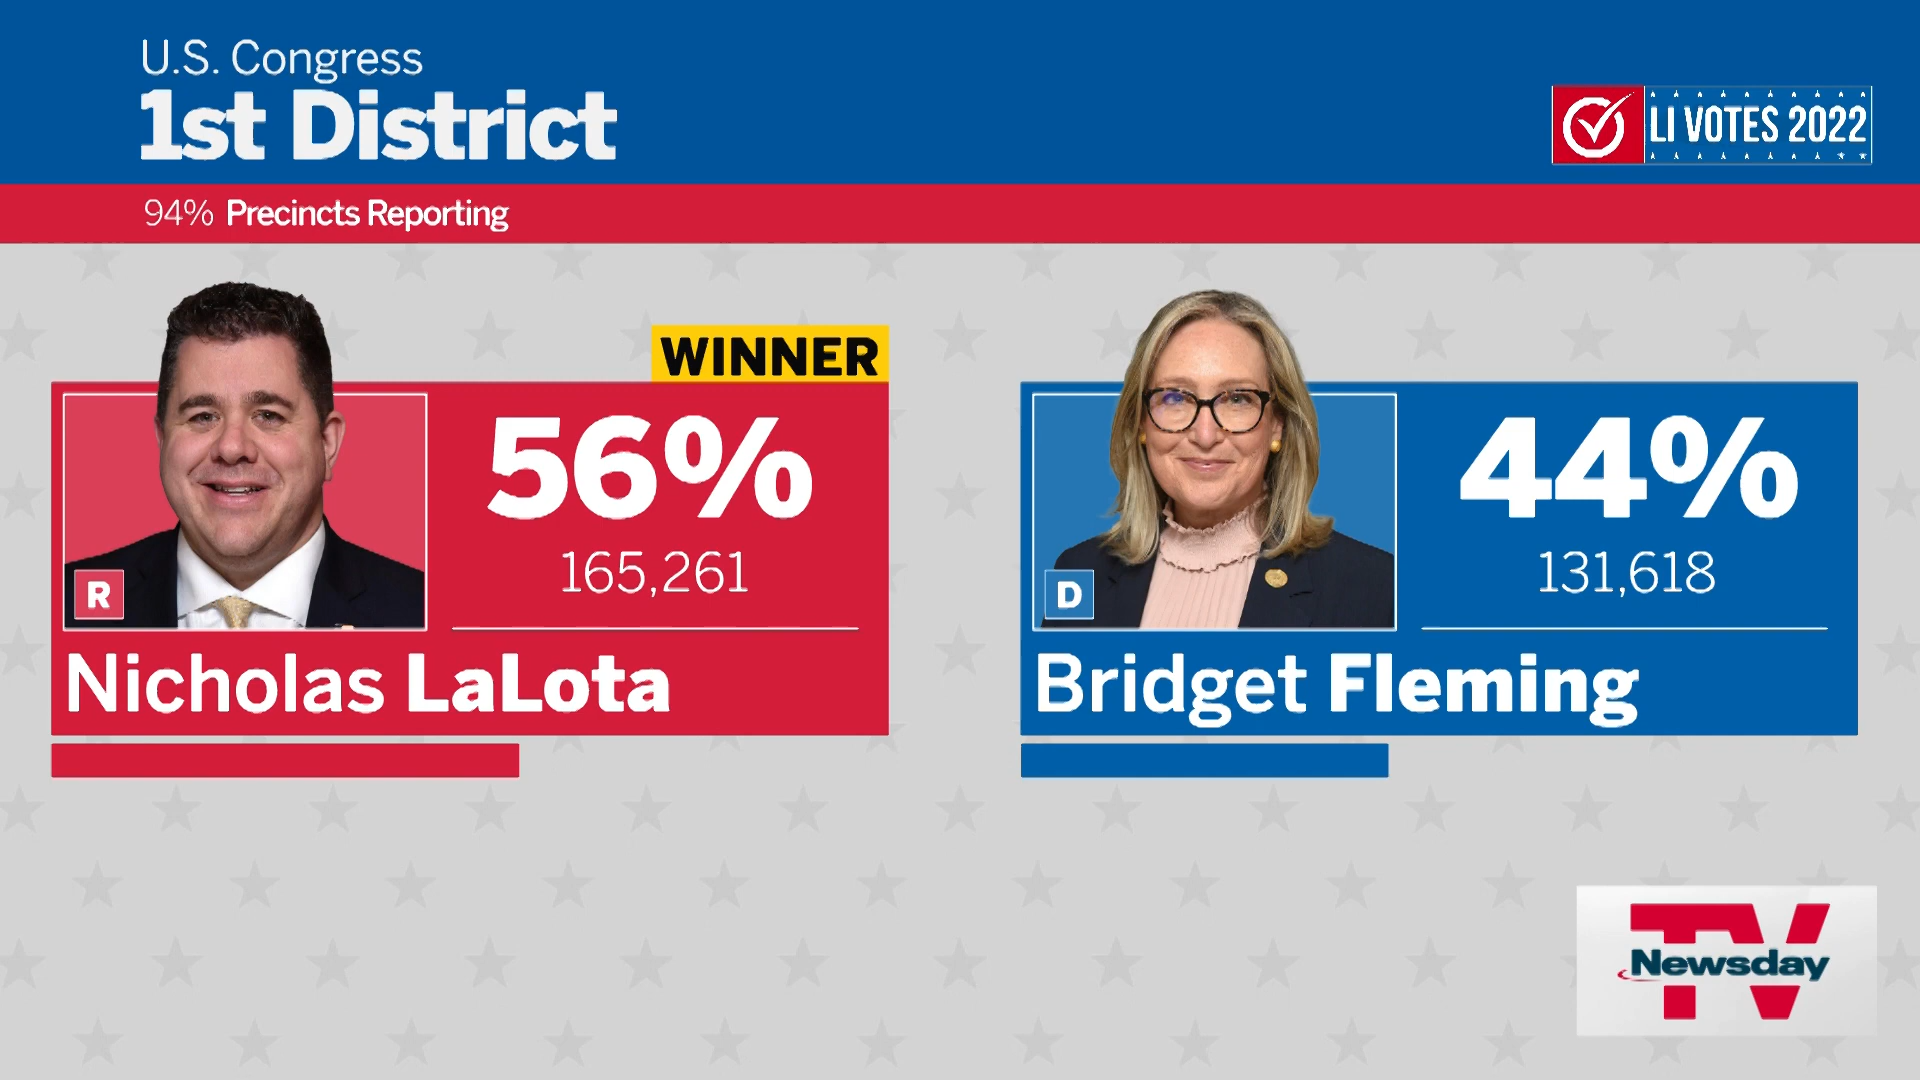 U.S. Congress
1st District
LI VOTES 2022
94% Precincts Reporting
WINNER
56%
165,261
R
Nicholas LaLota
44%
131,618
D
Bridget Fleming
TV
Newsday